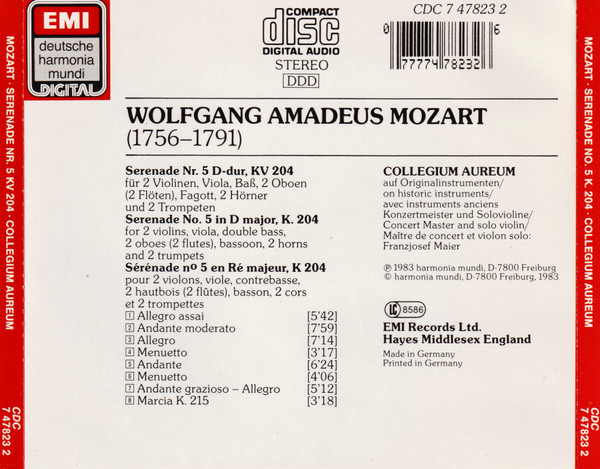 MOZART · SERENADE NR. 5 KV 204 · COLLEGIUM AUREUM
CDC
7 47823 2
EMI
deutsche
harmonia
mundi
DIGITAL
COMPACT
disc
DIGITAL AUDIO
STEREO
DDD
CDC 7 47823 2
0 77774 78232 6
WOLFGANG AMADEUS MOZART
(1756–1791)
Serenade Nr. 5 D-dur, KV 204
für 2 Violinen, Viola, Baß, 2 Oboen
(2 Flöten), Fagott, 2 Hörner
und 2 Trompeten
Serenade No. 5 in D major, K. 204
for 2 violins, viola, double bass,
2 oboes (2 flutes), bassoon, 2 horns
and 2 trumpets
Sérénade nº 5 en Ré majeur, K 204
pour 2 violons, viole, contrebasse,
2 hautbois (2 flûtes), basson, 2 cors
et 2 trompettes
1 Allegro assai [5'42]
2 Andante moderato [7'59]
3 Allegro [7'14]
4 Menuetto [3'17]
5 Andante [6'24]
6 Menuetto [4'06]
7 Andante grazioso – Allegro [5'12]
8 Marcia K. 215 [3'18]
COLLEGIUM AUREUM
auf Originalinstrumenten/
on historic instruments/
avec instruments anciens
Konzertmeister und Solovioline/
Concert Master and solo violin/
Maître de concert et violon solo:
Franzjosef Maier
℗ 1983 harmonia mundi, D-7800 Freiburg
© harmonia mundi, D-7800 Freiburg, 1983
LC 8586
EMI Records Ltd.
Hayes Middlesex England
Made in Germany
Printed in Germany
MOZART · SERENADE NR. 5 K. 204 · COLLEGIUM AUREUM
CDC
7 47823 2